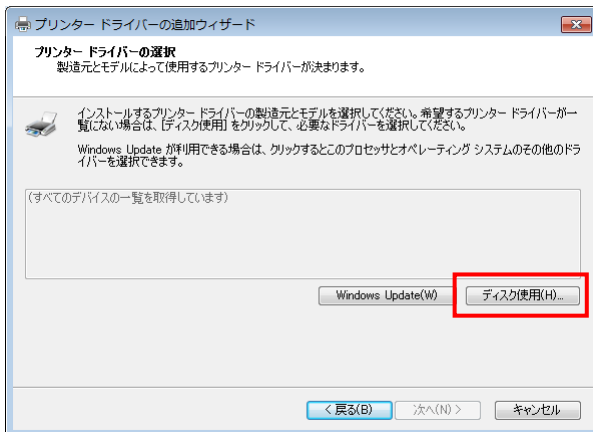 プリンター ドライバーの追加ウィザード
プリンター ドライバーの選択
製造元とモデルによって使用するプリンター ドライバーが決まります。
インストールするプリンター ドライバーの製造元とモデルを選択してください。希望するプリンター ドライバーが一
覧にない場合は、[ディスク使用] をクリックして、必要なドライバーを選択してください。
Windows Update が利用できる場合は、クリックするとこのプロセッサとオペレーティング システムのその他のドラ
イバーを選択できます。
(すべてのデバイスの一覧を取得しています)
Windows Update(W) ディスク使用(H)...
< 戻る(B) 次へ(N) > キャンセル